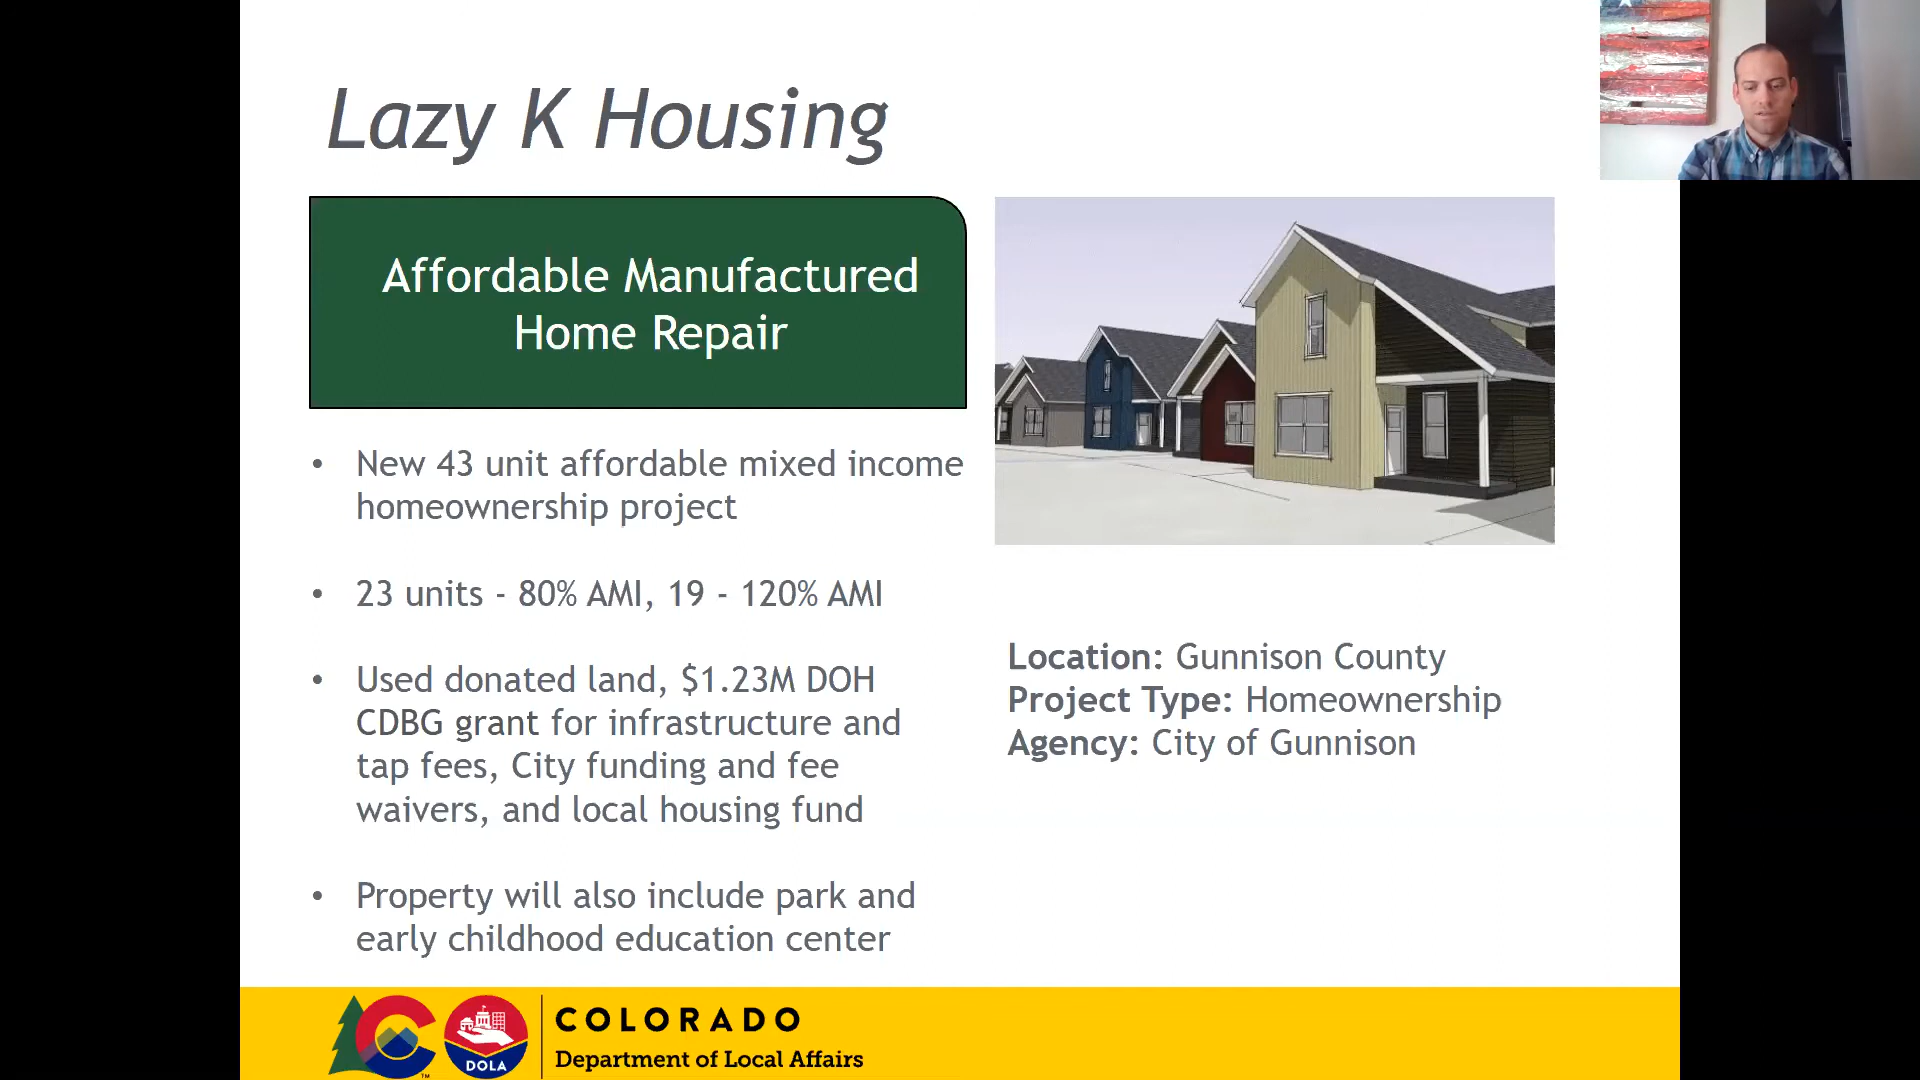 Lazy K Housing
Affordable Manufactured
Home Repair
• New 43 unit affordable mixed income
homeownership project
• 23 units - 80% AMI, 19 - 120% AMI
• Used donated land, $1.23M DOH
CDBG grant for infrastructure and
tap fees, City funding and fee
waivers, and local housing fund
• Property will also include park and
early childhood education center
Location: Gunnison County
Project Type: Homeownership
Agency: City of Gunnison
C
TM
DOLA
COLORADO
Department of Local Affairs